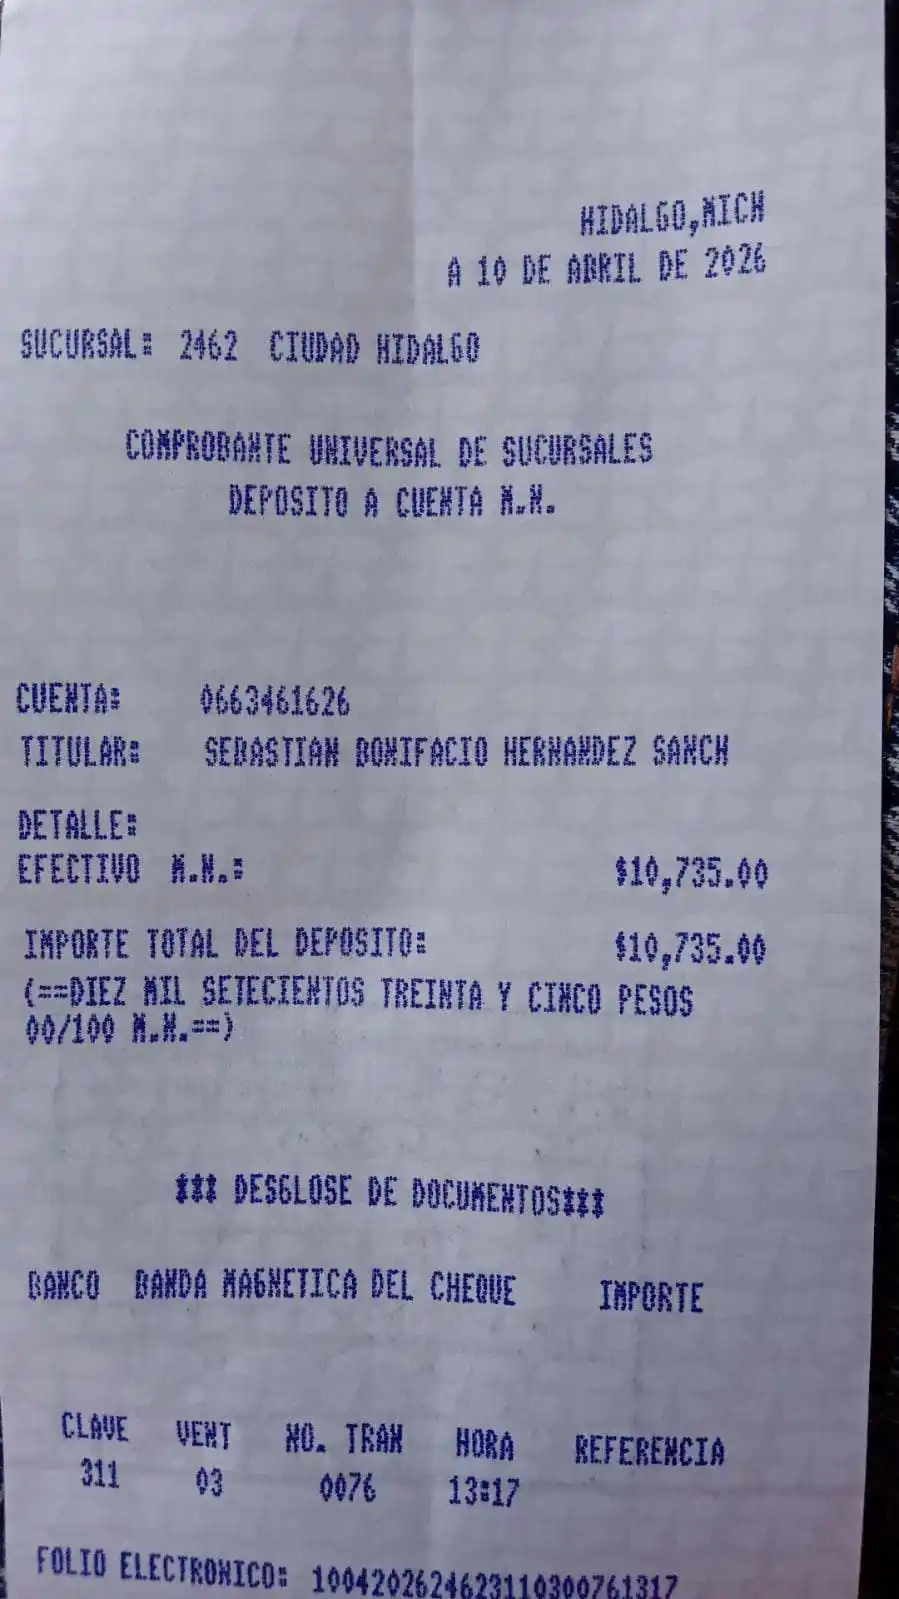 HIDALGO,MICH
A 10 DE ABRIL DE 2026
SUCURSAL: 2462 CIUDAD HIDALGO
COMPROBANTE UNIVERSAL DE SUCURSALES
DEPOSITO A CUENTA M.N.
CUENTA: 0663461626
TITULAR: SEBASTIAN BONIFACIO HERNANDEZ SANCH
DETALLE:
EFECTIVO M.N.: $10,735.00
IMPORTE TOTAL DEL DEPOSITO: $10,735.00
(==DIEZ MIL SETECIENTOS TREINTA Y CINCO PESOS
00/100 M.N.==)
*** DESGLOSE DE DOCUMENTOS***
BANCO BANDA MAGNETICA DEL CHEQUE IMPORTE
CLAVE VENT NO. TRAN HORA REFERENCIA
311 03 0076 13:17
FOLIO ELECTRONICO: 100420262462311030076​1317